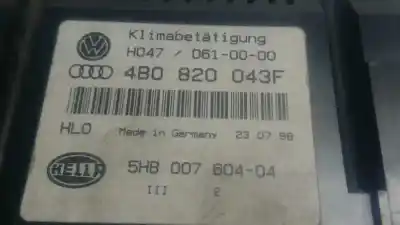 Klimabetätigung
H047 / 061-00-00
4B0 820 043F
HLO Made in Germany 23 07 98
HELLA 5HB 007 604-04
III 2